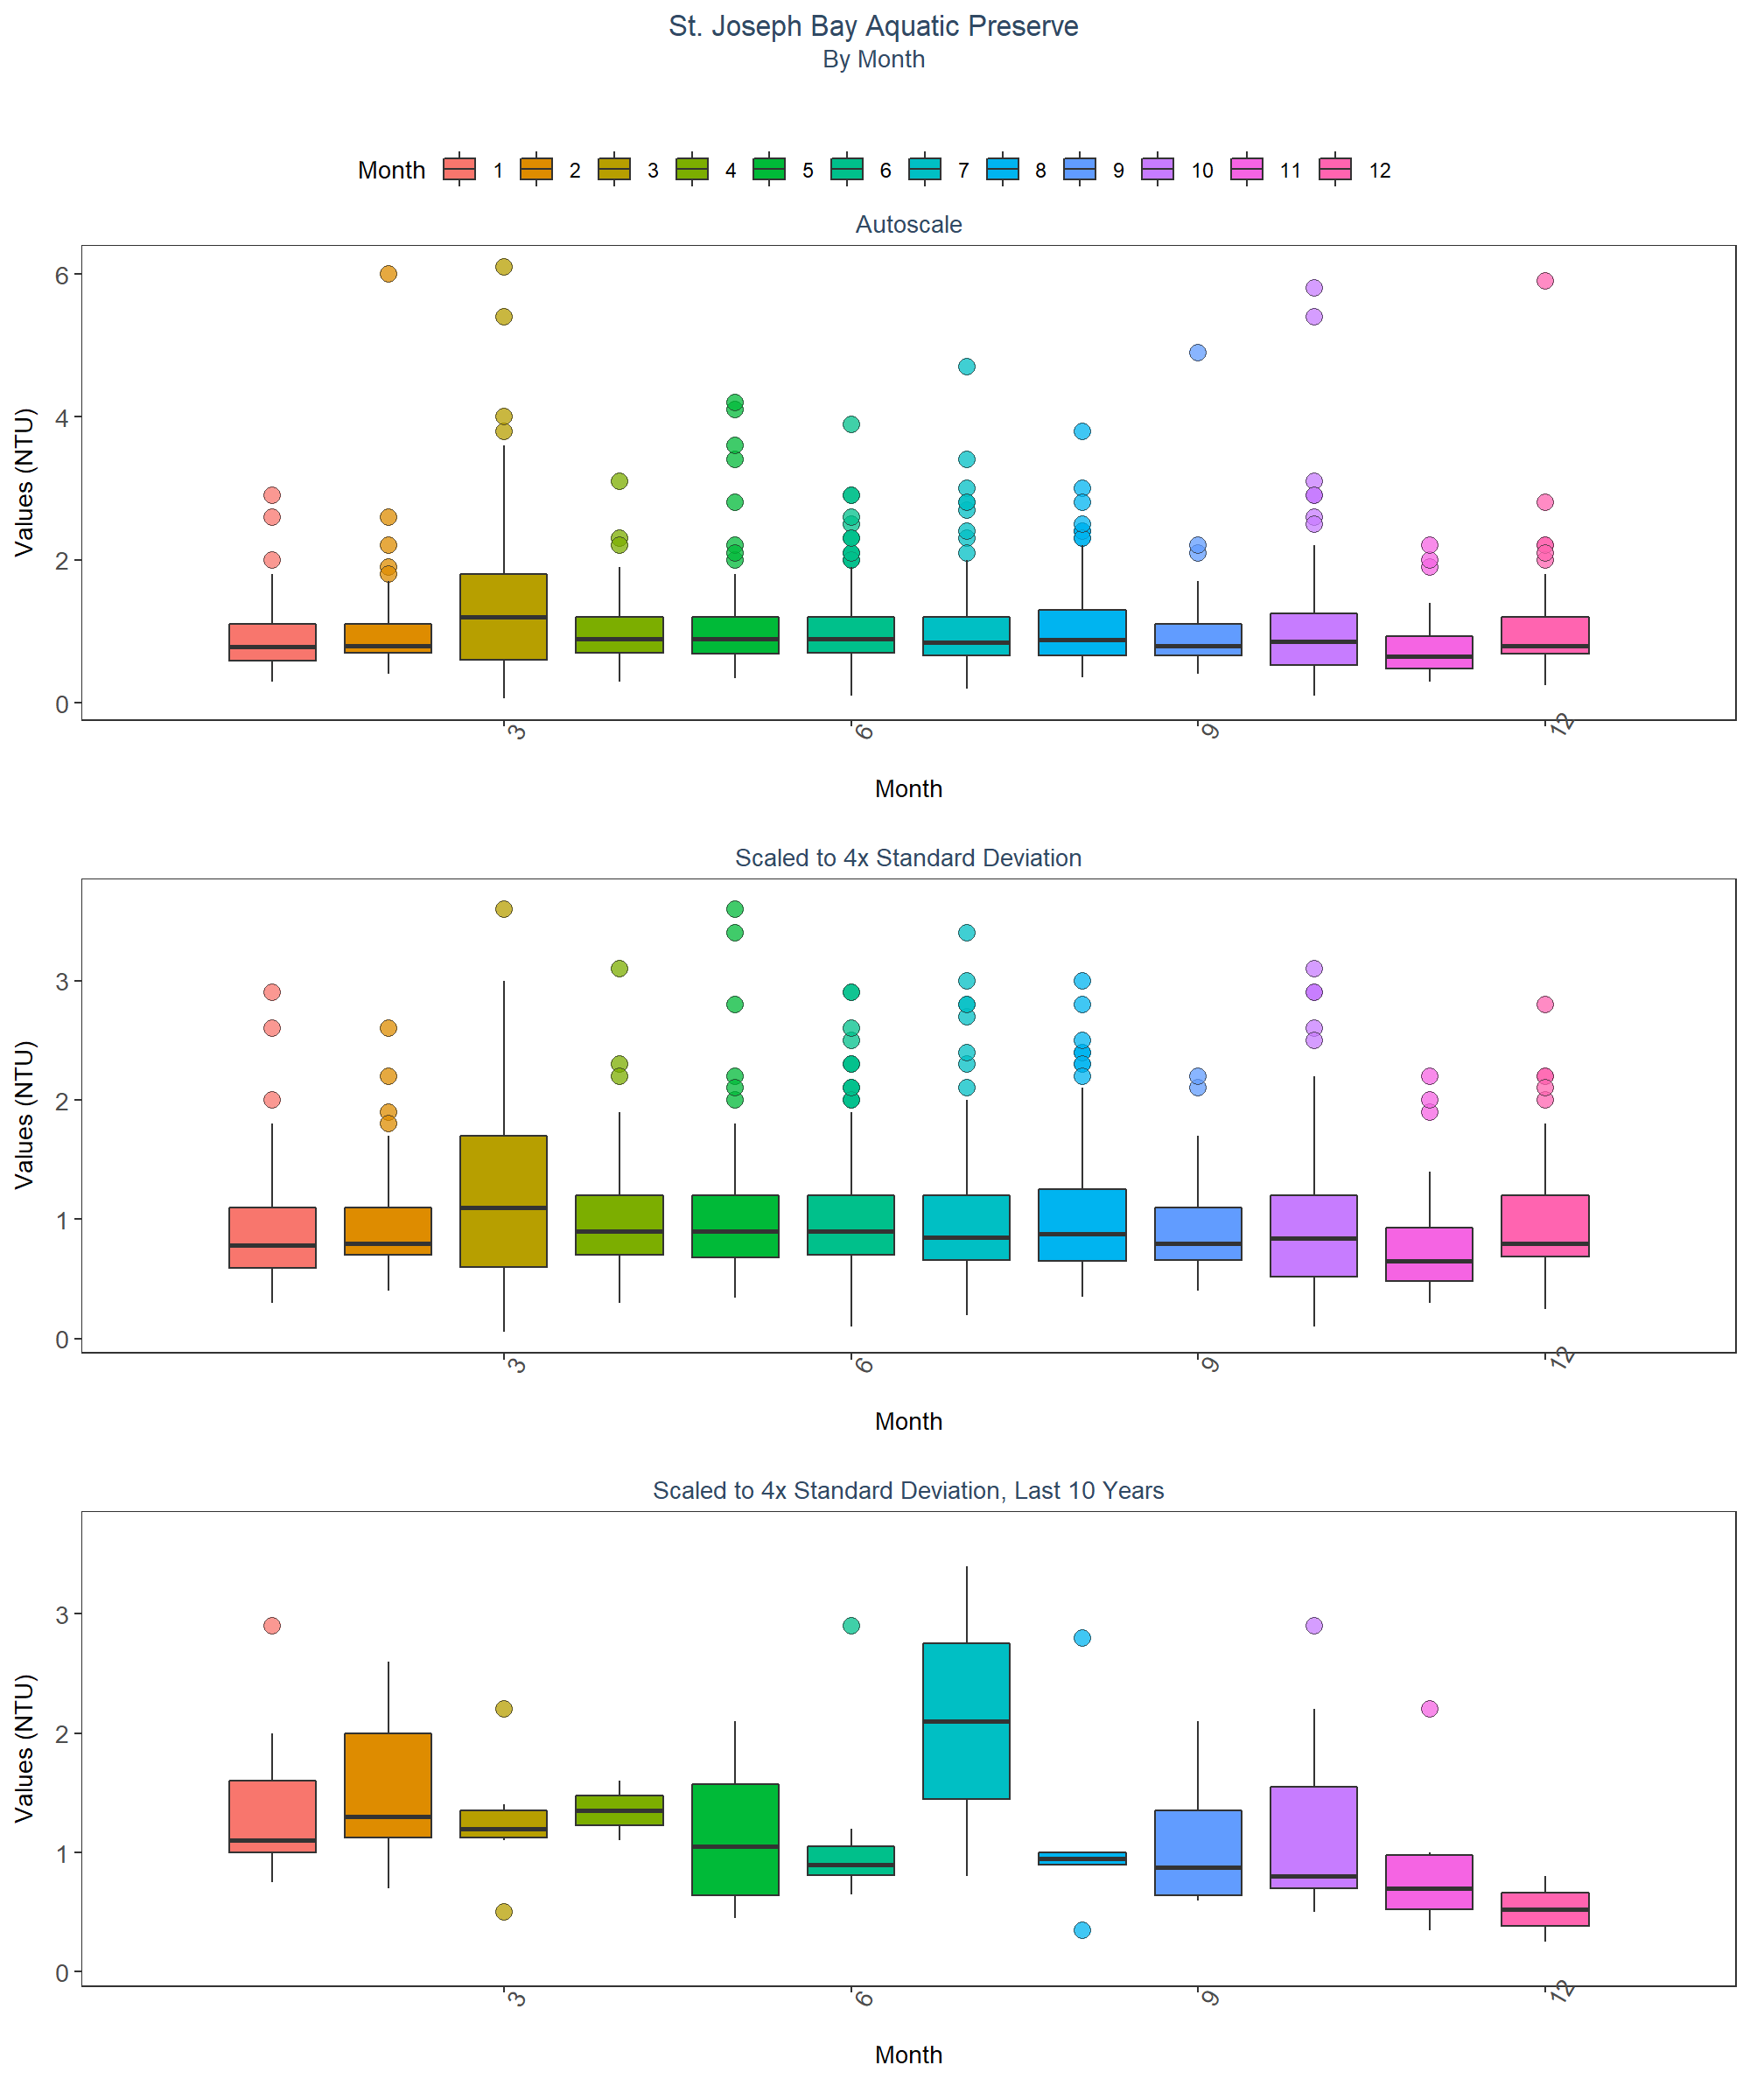 St. Joseph Bay Aquatic Preserve
By Month
Month 1 2 3 4 5 6 7 8 9 10 11 12
Autoscale
Values (NTU)
6
4
2
0
3 6 9 12
Month
Scaled to 4x Standard Deviation
Values (NTU)
3
2
1
0
3 6 9 12
Month
Scaled to 4x Standard Deviation, Last 10 Years
Values (NTU)
3
2
1
0
3 6 9 12
Month